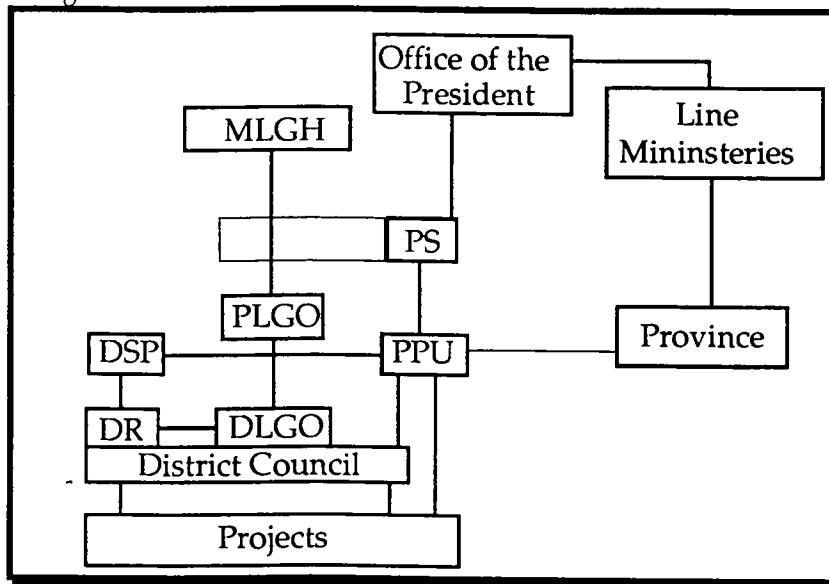 Office of the
President
MLGH
Line
Mininsteries
PS
PLGO
Province
DSP
PPU
DR
DLGO
District Council
Projects